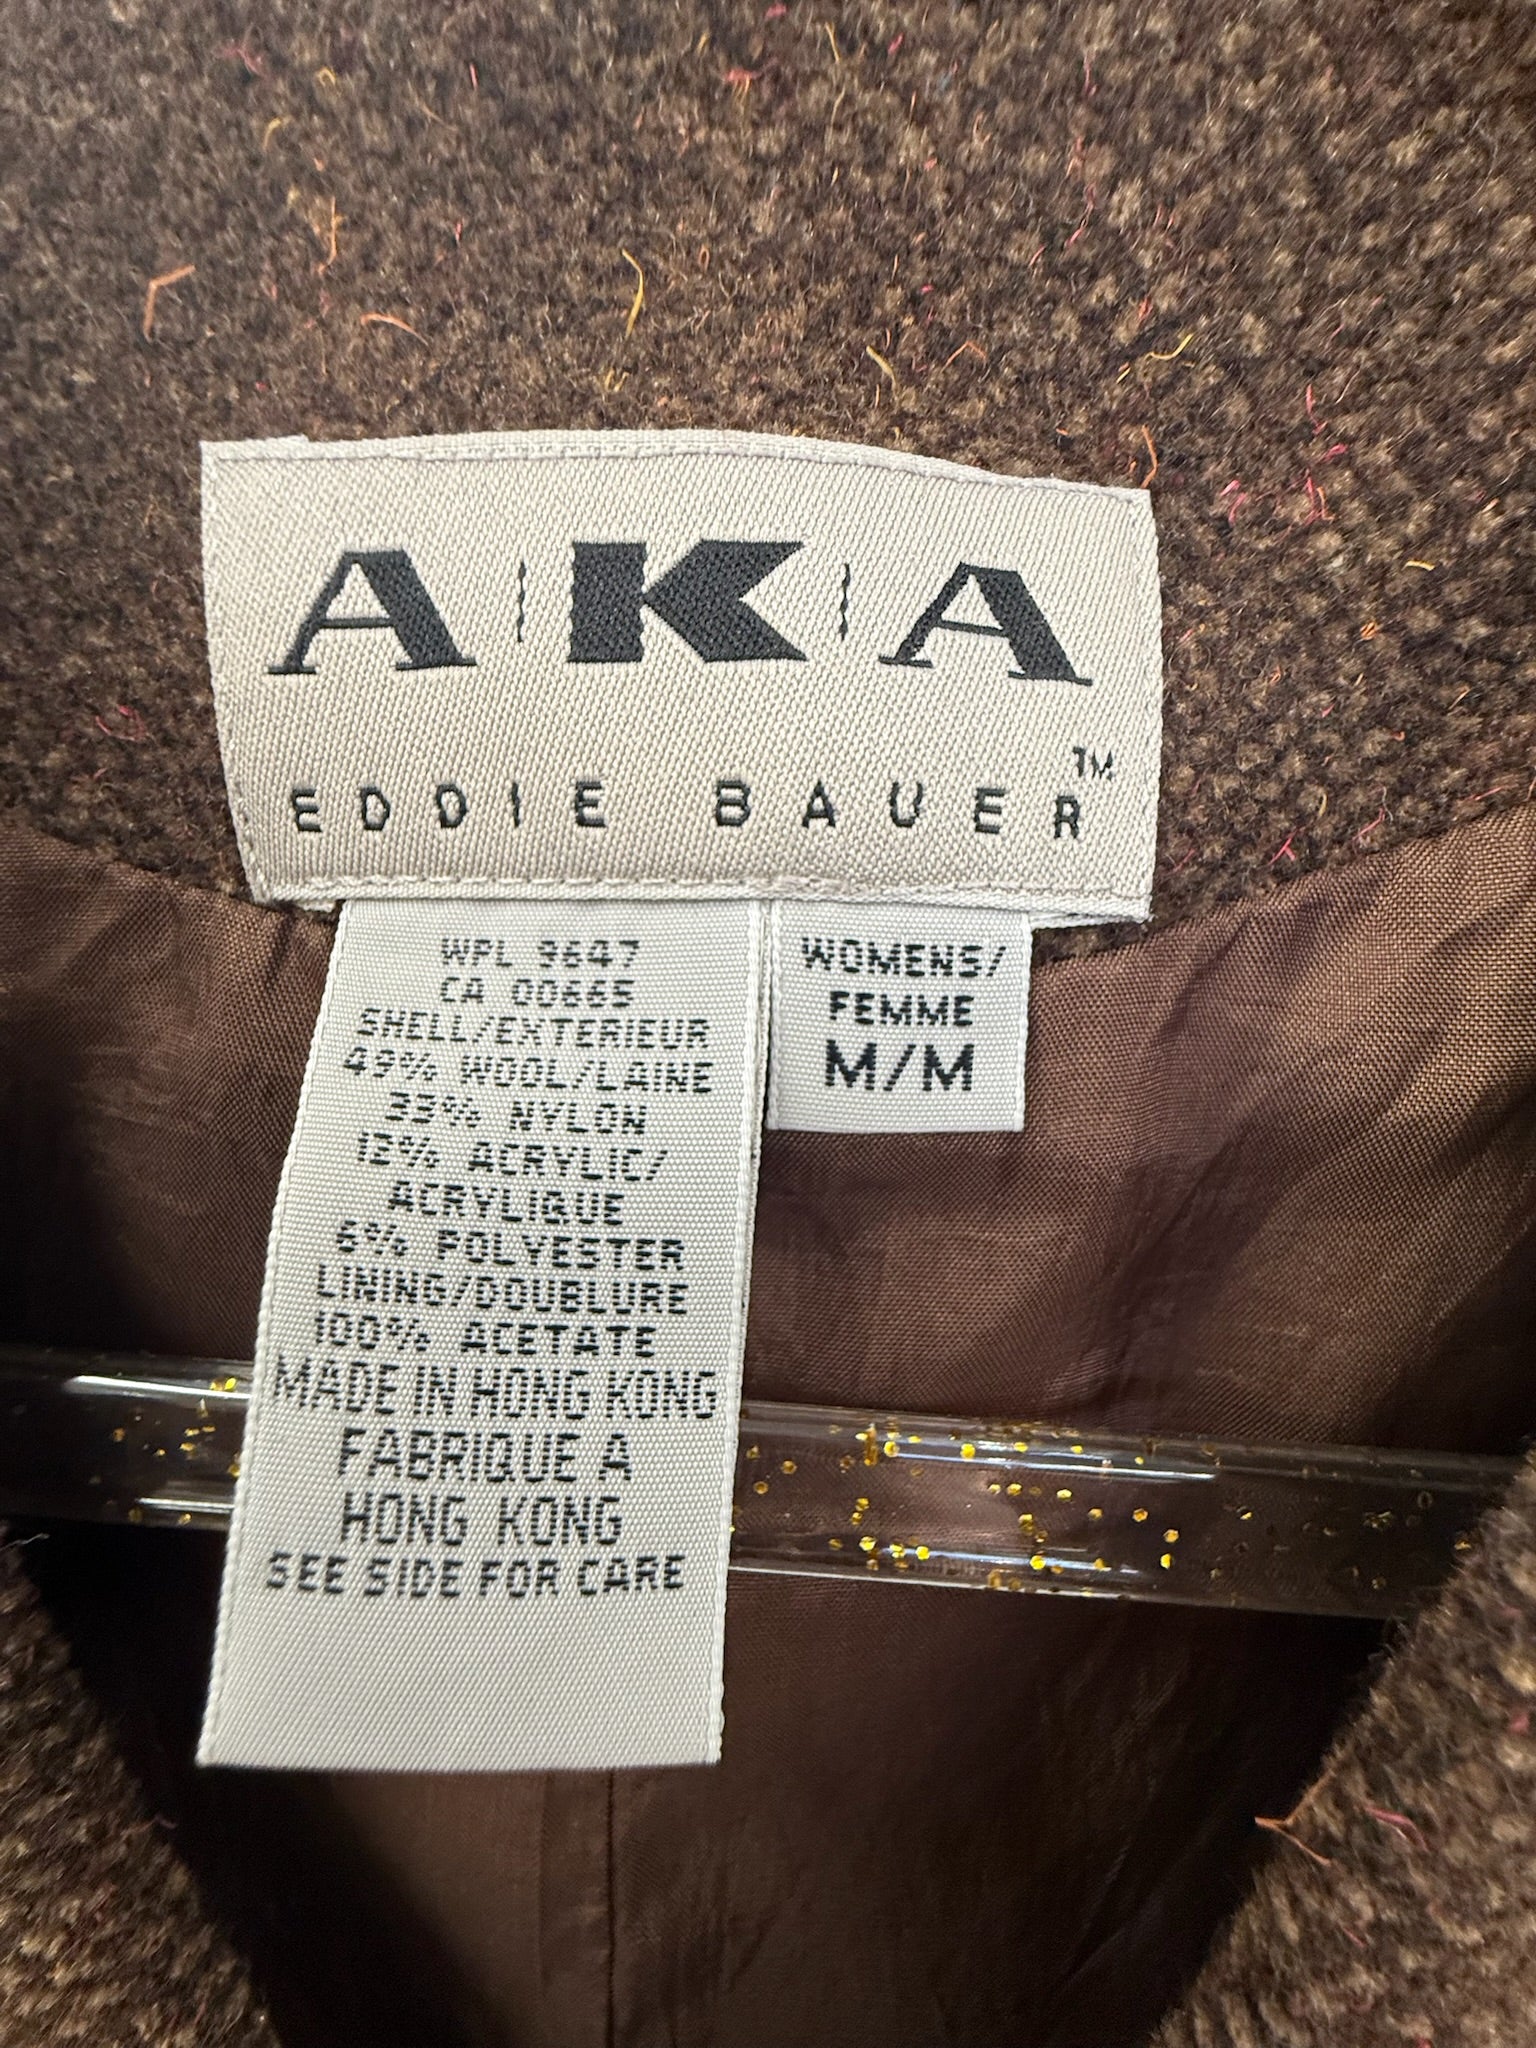 A|K|A
EDDIE BAUER™
WPL 9647
CA 00665
SHELL/EXTERIEUR
49% WOOL/LAINE
33% NYLON
12% ACRYLIC/
ACRYLIQUE
6% POLYESTER
LINING/DOUBLURE
100% ACETATE
MADE IN HONG KONG
FABRIQUE A
HONG KONG
SEE SIDE FOR CARE
WOMENS/
FEMME
M/M